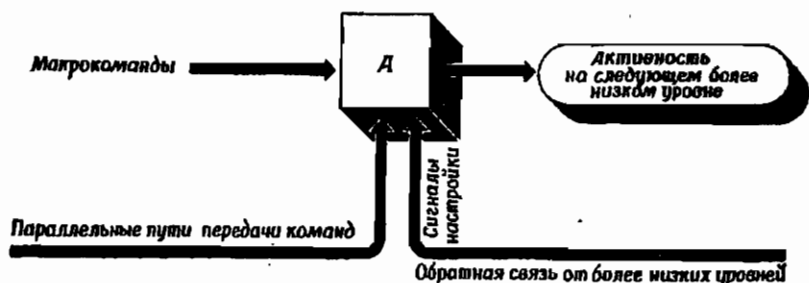 Макрокоманды
Д
Активность
на следующем более
низком уровне
Сигналы
настройки
Параллельные пути передачи команд
Обратная связь от более низких уровней